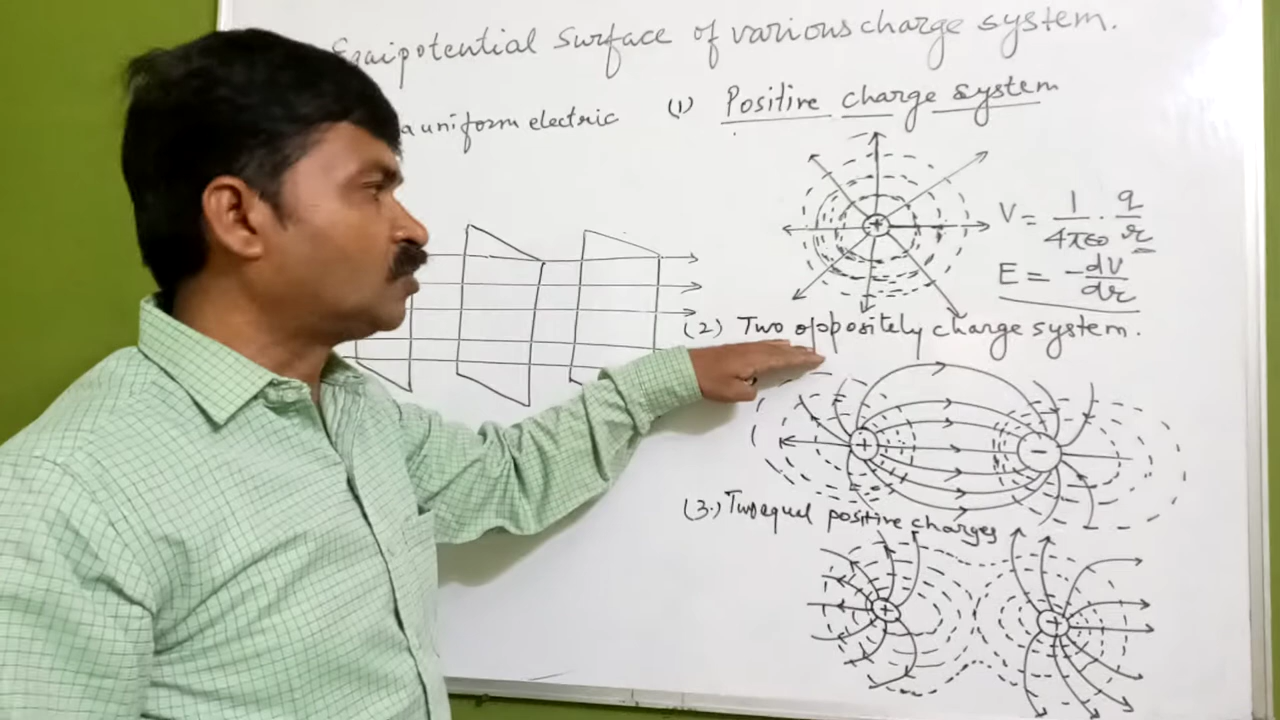 Equipotential Surface of various charge system.
a uniform electric
(1) Positive charge system
+
V = 1/4πε0 · q/r
E = -dV/dr
(2) Two oppositely charge system.
+ -
(3.) Two equal positive charges
+ +